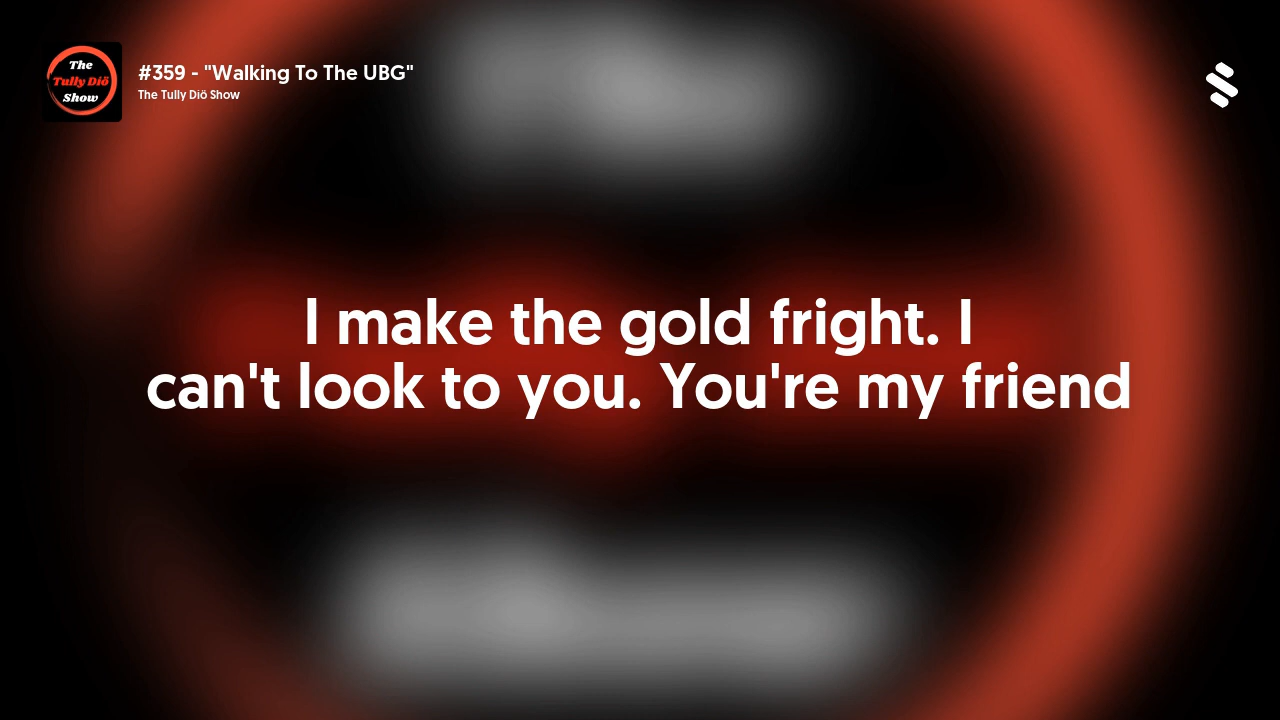 The
Tully Diö
Show
#359 - "Walking To The UBG"
The Tully Diö Show
I make the gold fright. I
can't look to you. You're my friend